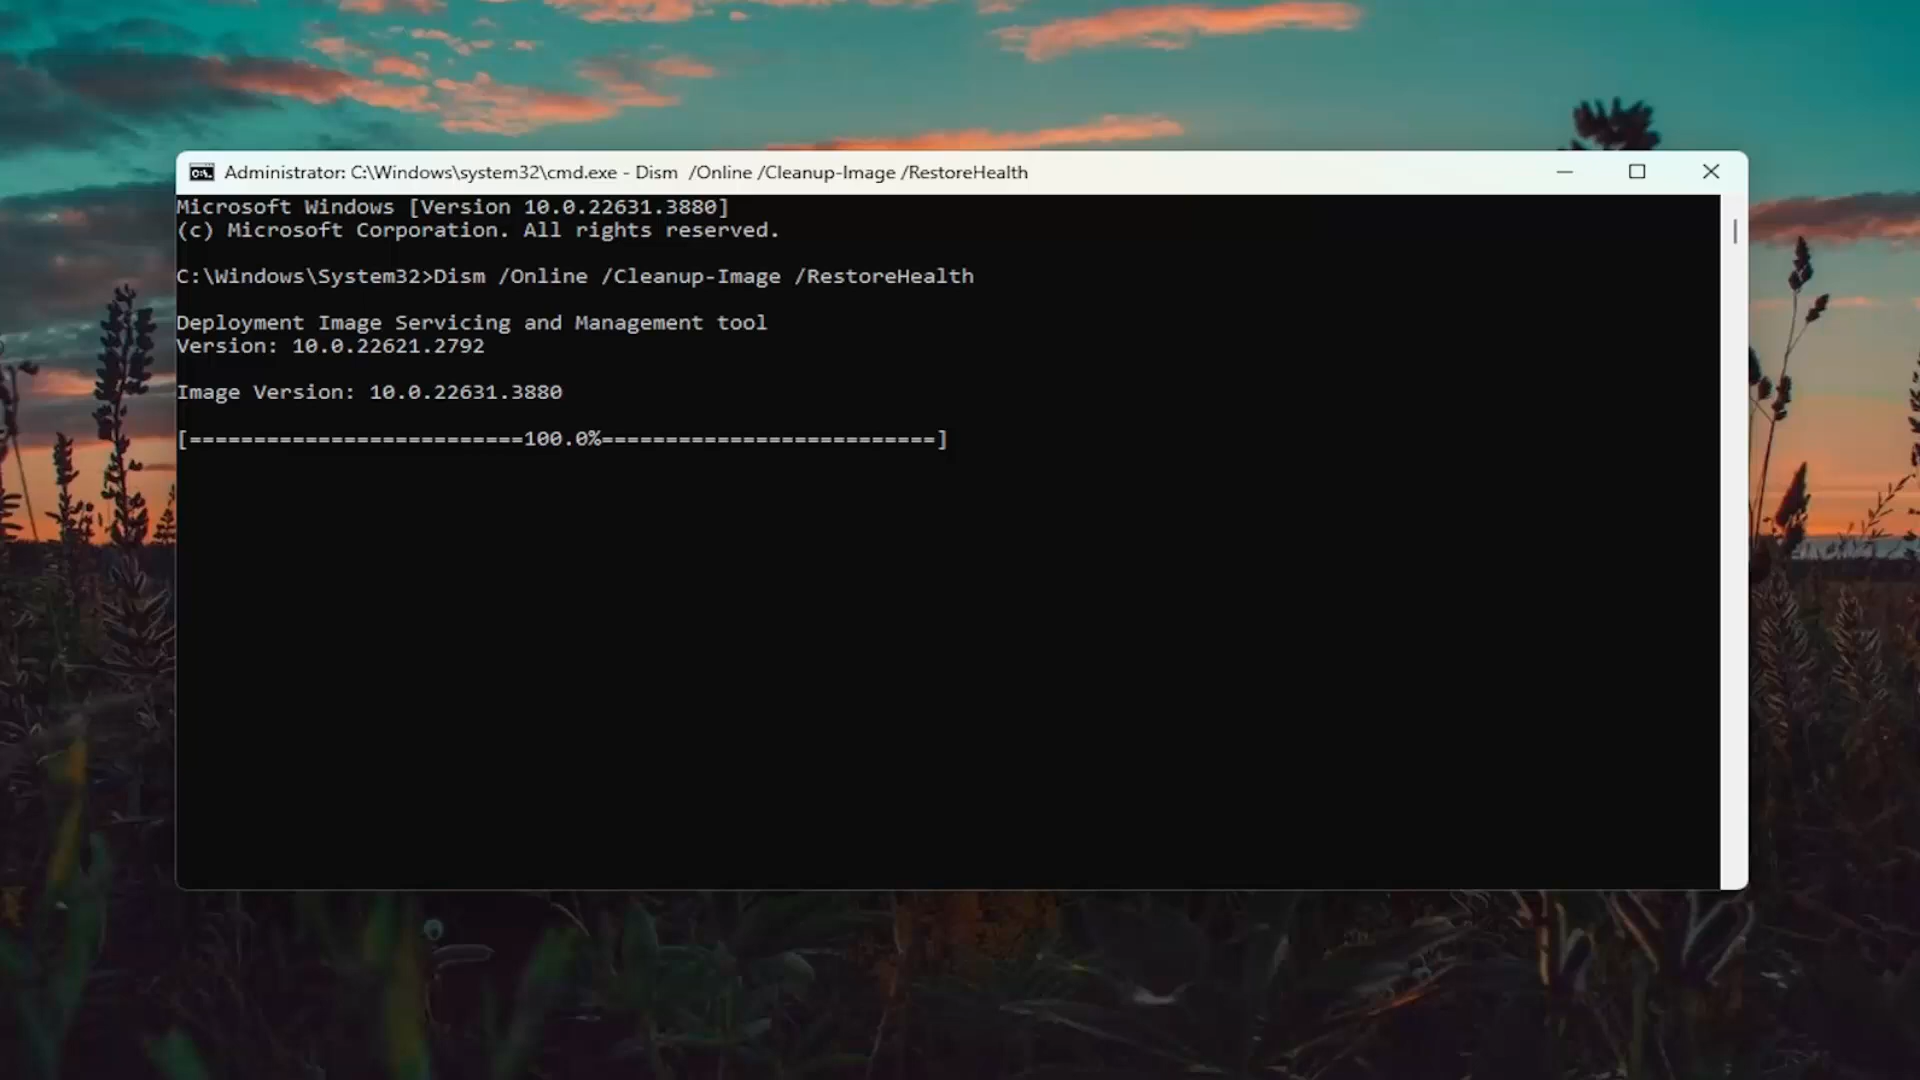 Administrator: C:\Windows\system32\cmd.exe - Dism  /Online /Cleanup-Image /RestoreHealth
Microsoft Windows [Version 10.0.22631.3880]
(c) Microsoft Corporation. All rights reserved.
C:\Windows\System32>Dism /Online /Cleanup-Image /RestoreHealth
Deployment Image Servicing and Management tool
Version: 10.0.22621.2792
Image Version: 10.0.22631.3880
[==========================100.0%==========================]